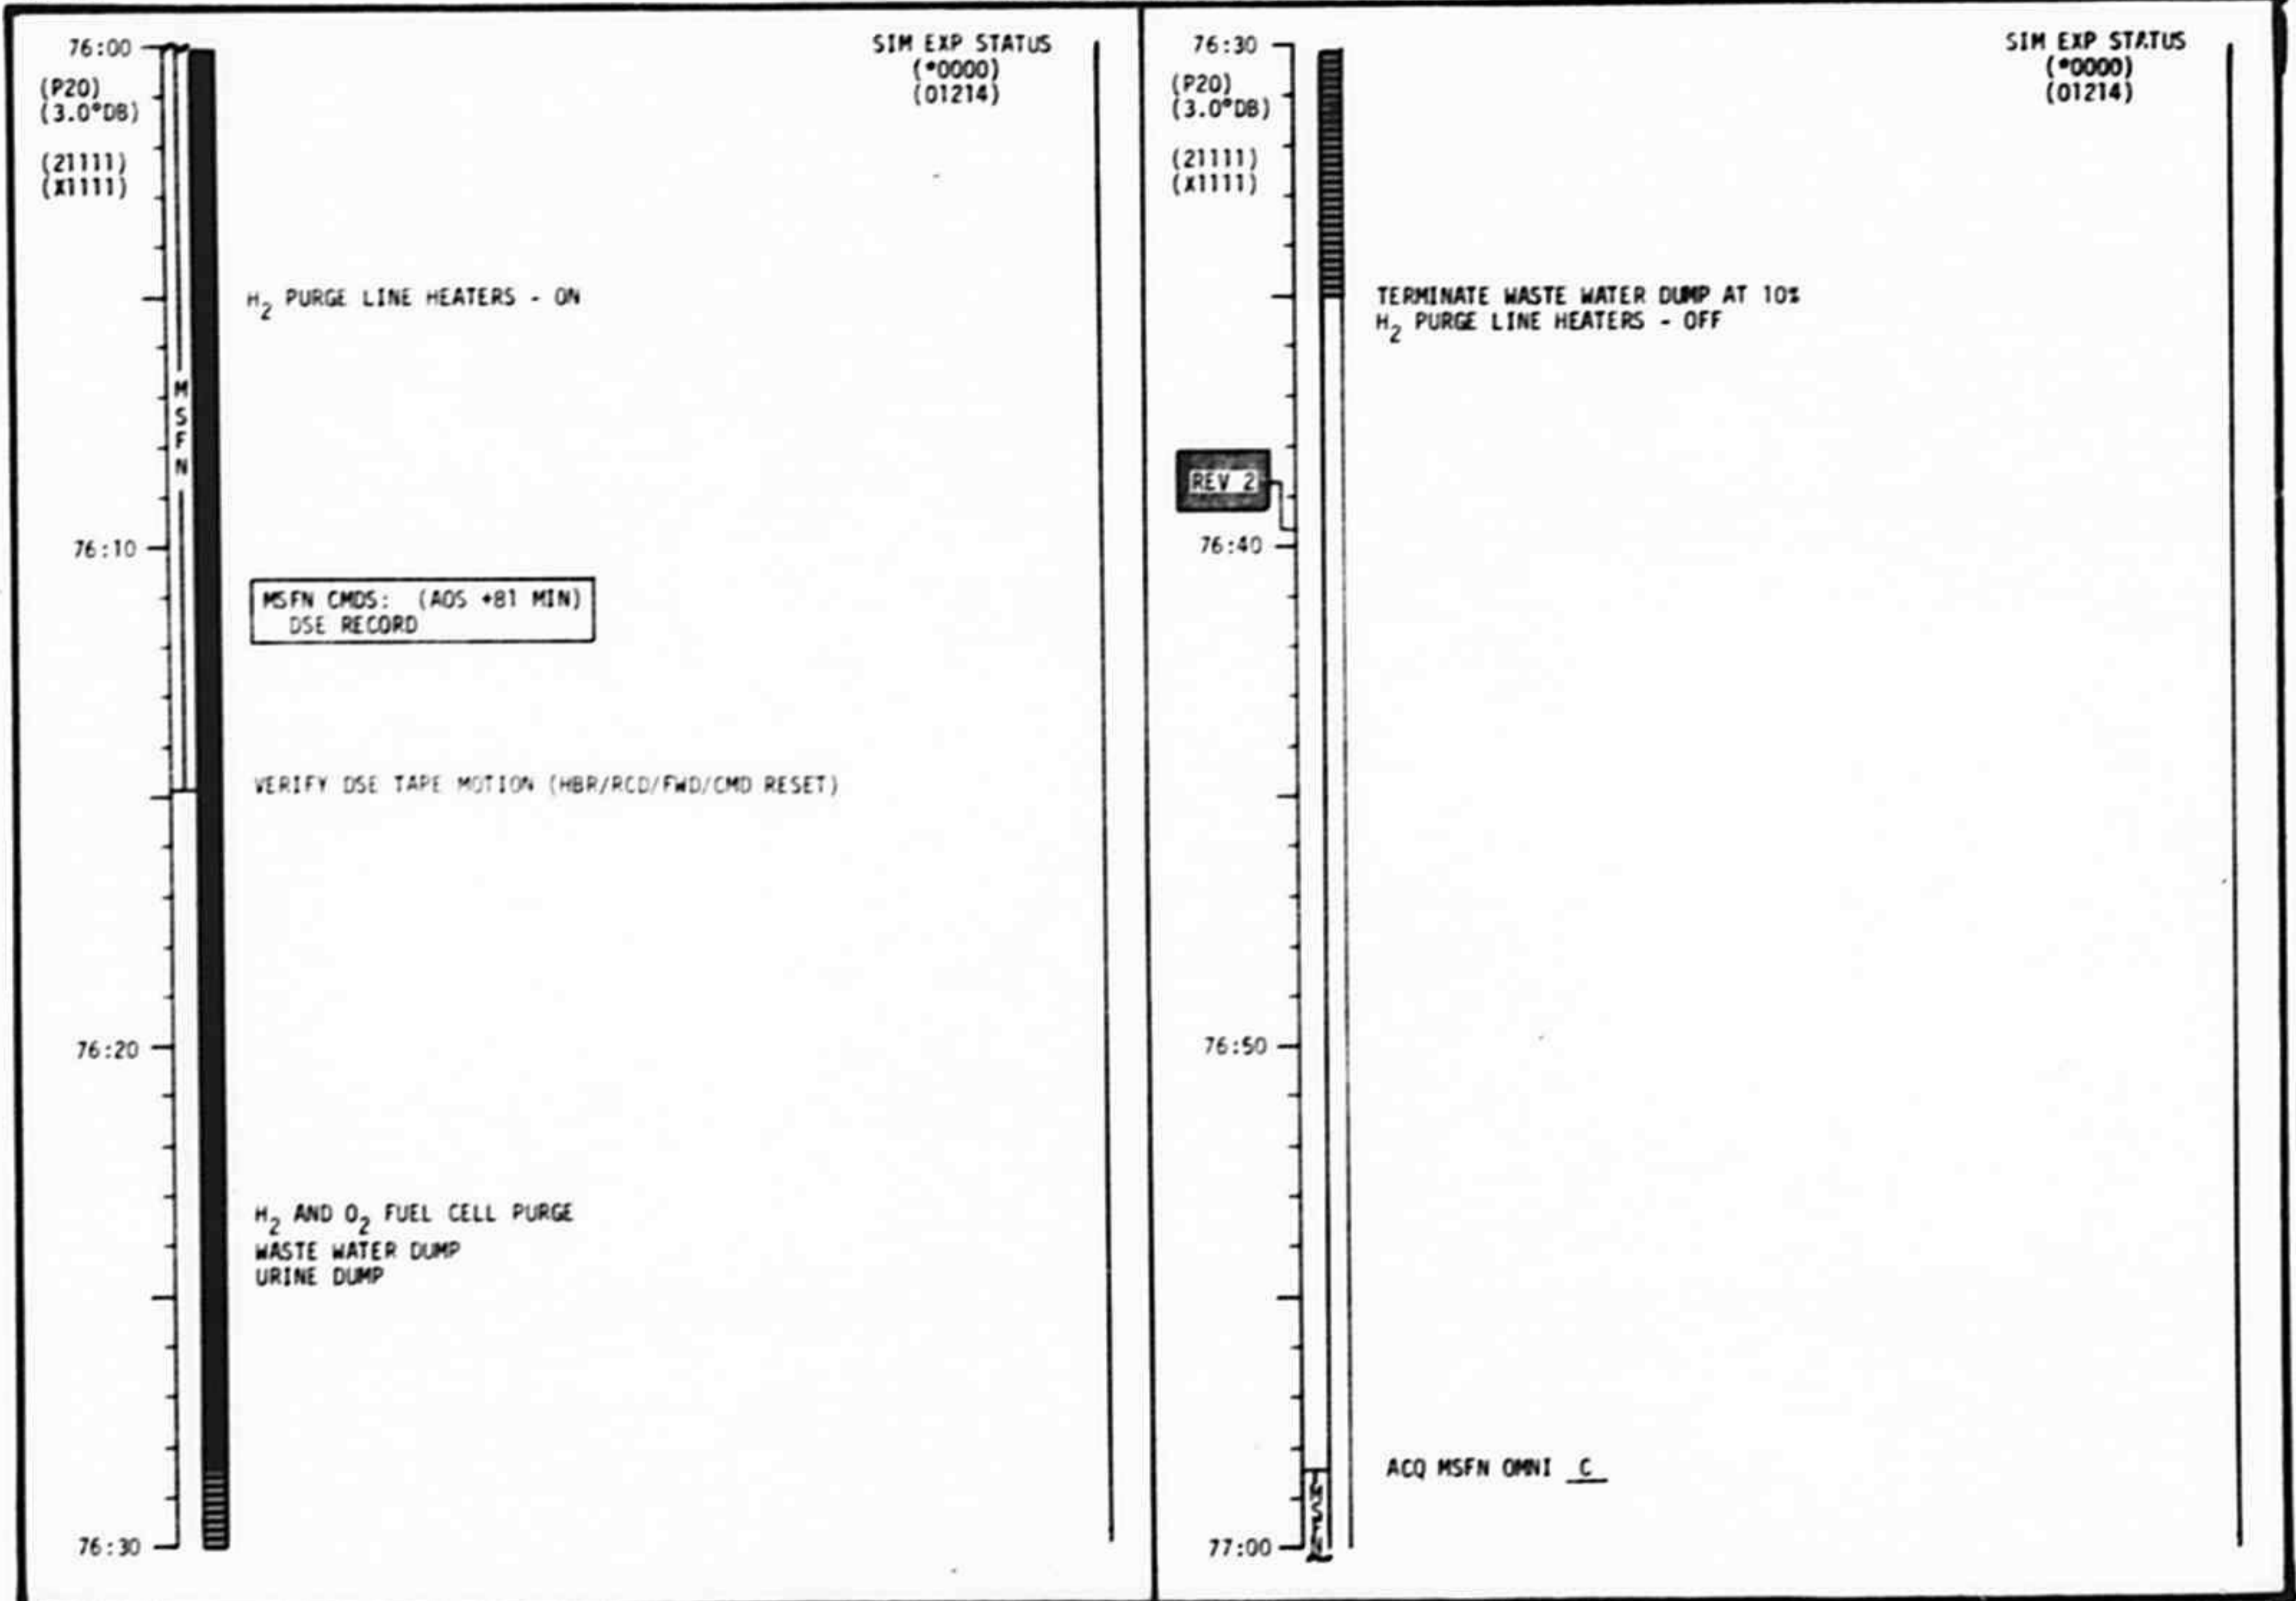 76:00
(P20)
(3.0°DB)
(21111)
(X1111)
SIM EXP STATUS
(*0000)
(01214)
H2 PURGE LINE HEATERS - ON
MSFN
76:10
MSFN CMDS: (AOS +81 MIN)
DSE RECORD
VERIFY DSE TAPE MOTION (HBR/RCD/FWD/CMD RESET)
76:20
H2 AND O2 FUEL CELL PURGE
WASTE WATER DUMP
URINE DUMP
76:30
76:30
(P20)
(3.0°DB)
(21111)
(X1111)
SIM EXP STATUS
(*0000)
(01214)
TERMINATE WASTE WATER DUMP AT 10%
H2 PURGE LINE HEATERS - OFF
REV 2
76:40
76:50
ACQ MSFN OMNI C
MSFN
77:00